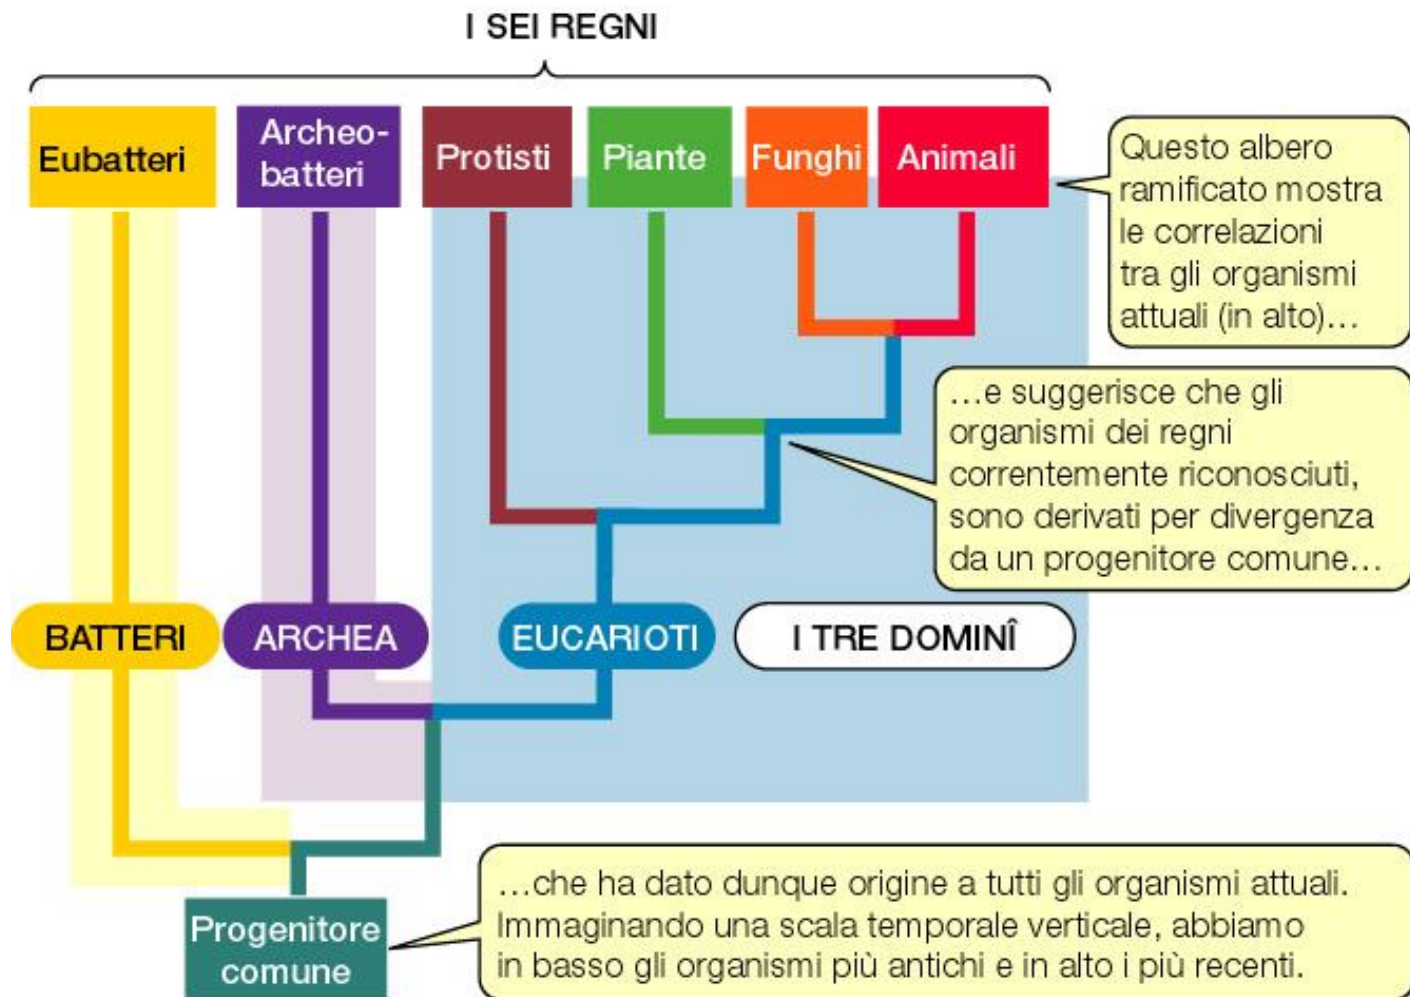 I SEI REGNI
Eubatteri
Archeo-
batteri
Protisti
Piante
Funghi
Animali
Questo albero
ramificato mostra
le correlazioni
tra gli organismi
attuali (in alto)...
...e suggerisce che gli
organismi dei regni
correntemente riconosciuti,
sono derivati per divergenza
da un progenitore comune...
BATTERI
ARCHEA
EUCARIOTI
I TRE DOMINÎ
Progenitore
comune
...che ha dato dunque origine a tutti gli organismi attuali.
Immaginando una scala temporale verticale, abbiamo
in basso gli organismi più antichi e in alto i più recenti.